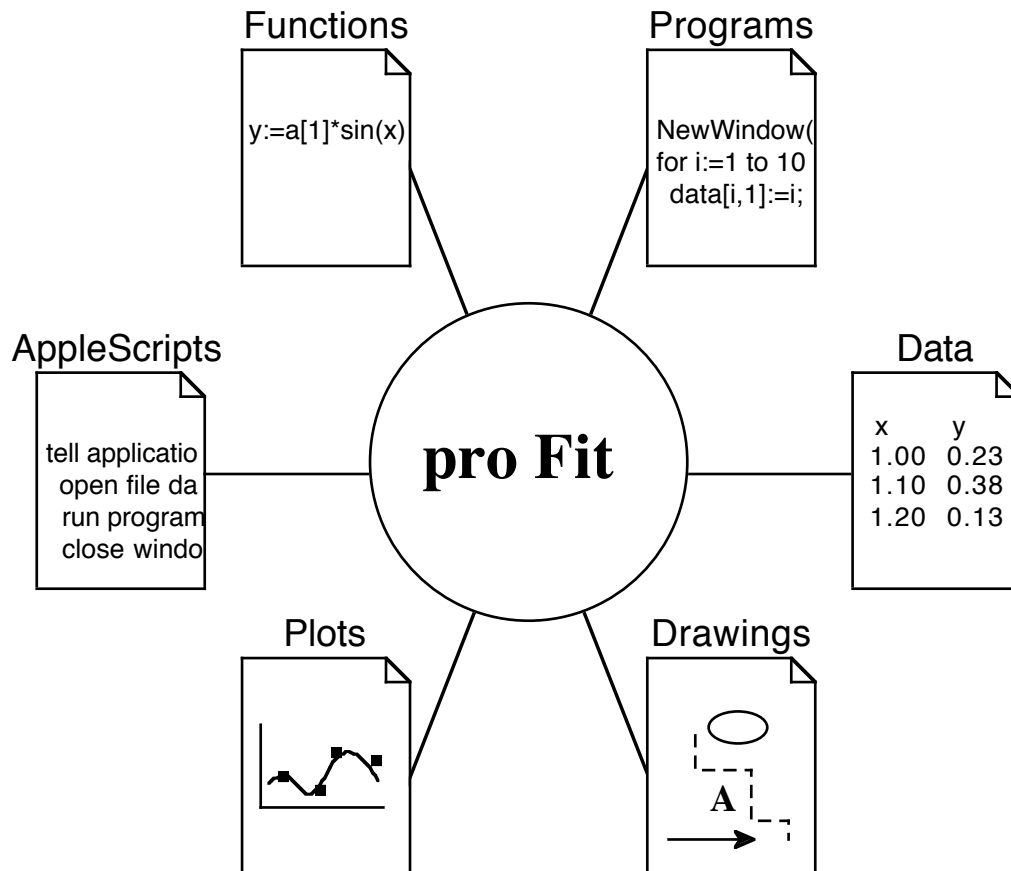 Functions
y:=a[1]*sin(x)
Programs
NewWindow(
for i:=1 to 10
data[i,1]:=i;
AppleScripts
tell applicatio
open file da
run program
close windo
pro Fit
Data
x y
1.00 0.23
1.10 0.38
1.20 0.13
Plots
Drawings
A